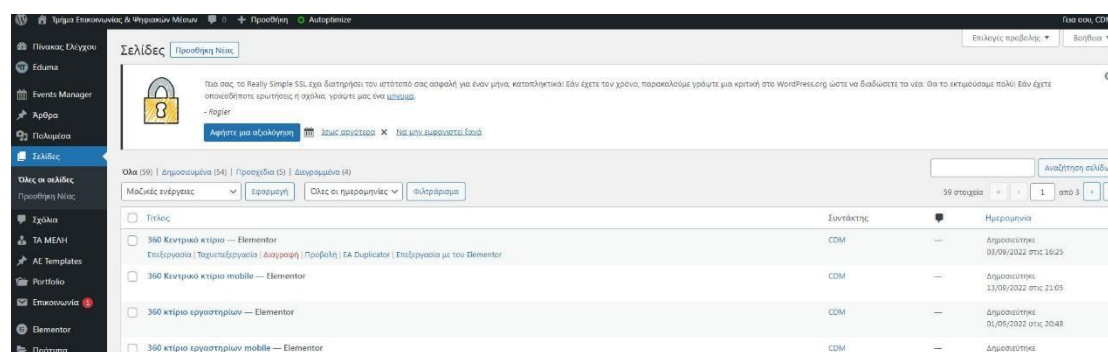 Τμήμα Επικοινωνίας & Ψηφιακών Μέσων 0 + Προσθήκη Autoptimize Γεια σου, CDM
Πίνακας Ελέγχου
Eduma
Events Manager
Άρθρα
Πολυμέσα
Σελίδες
Όλες οι σελίδες
Προσθήκη Νέας
Σχόλια
ΤΑ ΜΕΛΗ
AE Templates
Portfolio
Επικοινωνία 1
Elementor
Πρότυπα
Επιλογές προβολής Βοήθεια
Σελίδες Προσθήκη Νέας
Γεια σας, το Really Simple SSL έχει διατηρήσει τον ιστότοπό σας ασφαλή για έναν μήνα, καταπληκτικά! Εάν έχετε τον χρόνο, παρακαλούμε γράψτε μια κριτική στο WordPress.org ώστε να διαδώσετε τα νέα. Θα το εκτιμούσαμε πολύ! Εάν έχετε
οποιεσδήποτε ερωτήσεις ή σχόλια, γράψτε μας ένα μήνυμα.
- Rogier
Αφήστε μια αξιολόγηση Ίσως αργότερα Να μην εμφανιστεί ξανά
Όλα (59) | Δημοσιευμένα (54) | Προσχέδια (5) | Διεγραμμένα (4)
Αναζήτηση σελίδω
Μαζικές ενέργειες Εφαρμογή Όλες οι ημερομηνίες Φιλτράρισμα 59 στοιχεία « ‹ 1 από 3 ›
Τίτλος Συντάκτης Ημερομηνία
360 Κεντρικό κτίριο — Elementor CDM — Δημοσιεύτηκε
Επεξεργασία | Ταχυεπεξεργασία | Διαγραφή | Προβολή | EA Duplicator | Επεξεργασία με τον Elementor 03/09/2022 στις 16:25
360 Κεντρικό κτίριο mobile — Elementor CDM — Δημοσιεύτηκε
13/09/2022 στις 21:05
360 κτίριο εργαστηρίων — Elementor CDM — Δημοσιεύτηκε
01/09/2022 στις 20:48
360 κτίριο εργαστηρίων mobile — Elementor CDM — Δημοσιεύτηκε